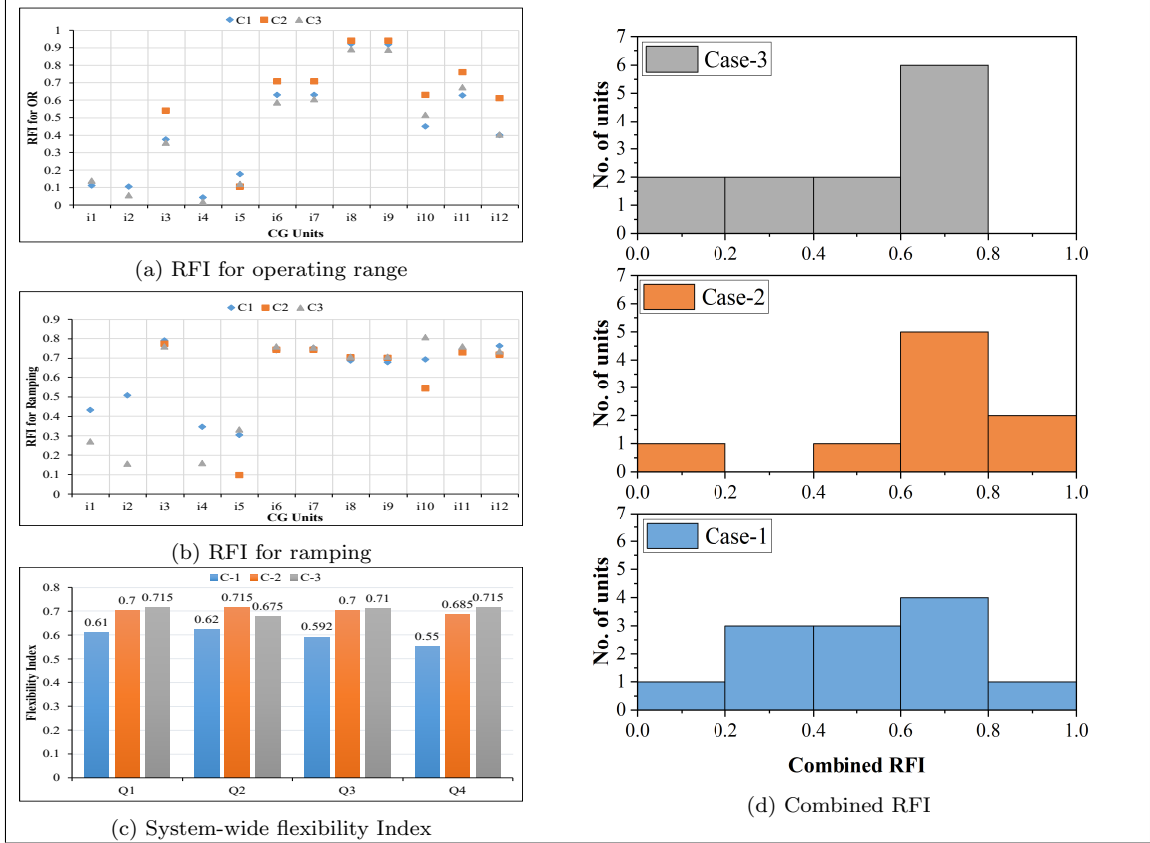 C1 C2 C3
1
0.9
0.8
0.7
0.6
0.5
0.4
0.3
0.2
0.1
0
RFI for OR
i1 i2 i3 i4 i5 i6 i7 i8 i9 i10 i11 i12
CG Units
(a) RFI for operating range
C1 C2 C3
0.9
0.8
0.7
0.6
0.5
0.4
0.3
0.2
0.1
0
RFI for Ramping
i1 i2 i3 i4 i5 i6 i7 i8 i9 i10 i11 i12
CG Units
(b) RFI for ramping
C-1 C-2 C-3
0.8
0.7
0.6
0.5
0.4
0.3
0.2
0.1
0
Flexibility Index
0.61 0.7 0.715
0.62 0.715 0.675
0.592 0.7 0.71
0.55 0.685 0.715
Q1 Q2 Q3 Q4
(c) System-wide flexibility Index
Case-3
7
6
5
4
3
2
1
0
No. of units
0.0 0.2 0.4 0.6 0.8 1.0
Case-2
7
6
5
4
3
2
1
0
No. of units
0.0 0.2 0.4 0.6 0.8 1.0
Case-1
7
6
5
4
3
2
1
0
No. of units
0.0 0.2 0.4 0.6 0.8 1.0
Combined RFI
(d) Combined RFI